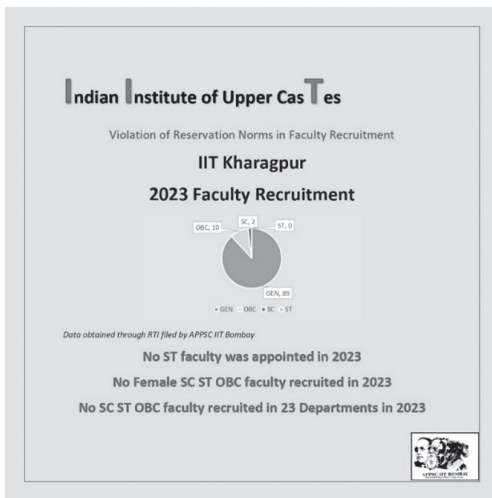 Indian Institute of Upper CasTes
Violation of Reservation Norms in Faculty Recruitment
IIT Kharagpur
2023 Faculty Recruitment
OBC, 10
SC, 2
ST, 0
GEN, 89
GEN OBC SC ST
Data obtained through RTI filed by APPSC IIT Bombay
No ST faculty was appointed in 2023
No Female SC ST OBC faculty recruited in 2023
No SC ST OBC faculty recruited in 23 Departments in 2023
APPSC IIT BOMBAY